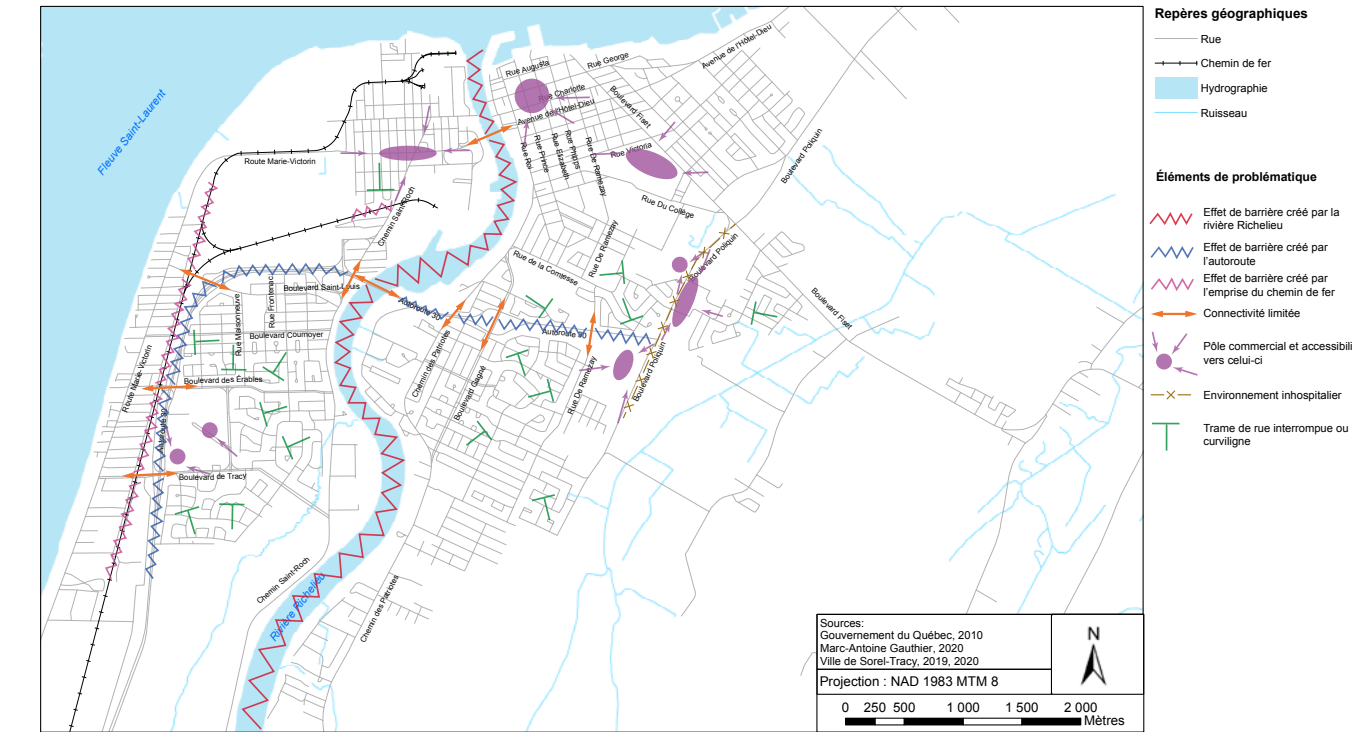 Repères géographiques
Rue
Chemin de fer
Hydrographie
Ruisseau
Éléments de problématique
Effet de barrière créé par la
rivière Richelieu
Effet de barrière créé par
l'autoroute
Effet de barrière créé par
l'emprise du chemin de fer
Connectivité limitée
Pôle commercial et accessibili
vers celui-ci
Environnement inhospitalier
Trame de rue interrompue ou
curviligne
Fleuve Saint-Laurent
Rue Augusta
Rue George
Avenue de l'Hôtel-Dieu
Rue Charlotte
Avenue de l'Hôtel-Dieu
Boulevard Fiset
Rue Roi
Rue Prince
Rue Elizabeth
Rue Phipps
Rue De Ramezay
Rue Victoria
Boulevard Poliquin
Route Marie-Victorin
Rue Du Collège
Chemin Saint-Roch
Rue De Ramezay
Rue de la Comtesse
Boulevard Poliquin
Boulevard Fiset
Boulevard Saint-Louis
Rue Frontenac
Rue Maisonneuve
Boulevard Cournoyer
Autoroute 30
Autoroute 30
Chemin des Patriotes
Boulevard Gagné
Rue De Ramezay
Boulevard Poliquin
Route Marie-Victorin
Boulevard des Érables
Autoroute 30
Boulevard de Tracy
Chemin Saint-Roch
Rivière Richelieu
Chemin des Patriotes
Sources:
Gouvernement du Québec, 2010
Marc-Antoine Gauthier, 2020
Ville de Sorel-Tracy, 2019, 2020
Projection : NAD 1983 MTM 8
N
0 250 500 1 000 1 500 2 000
Mètres